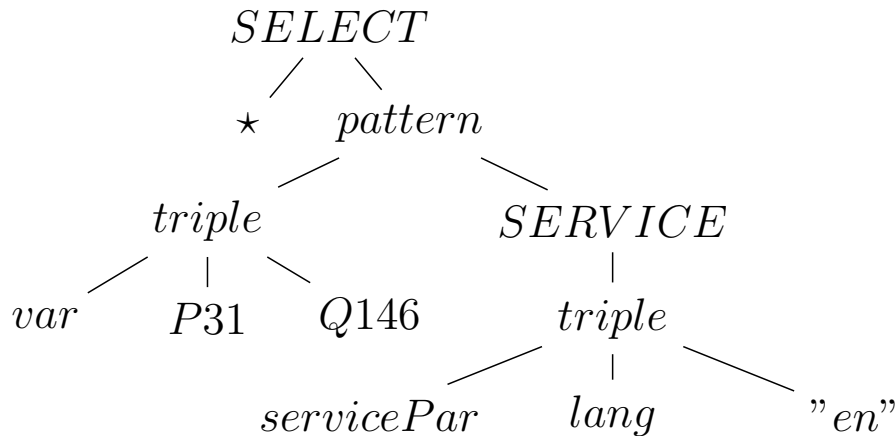 SELECT
⋆ pattern
triple SERVICE
var P31 Q146 triple
servicePar lang ”en”